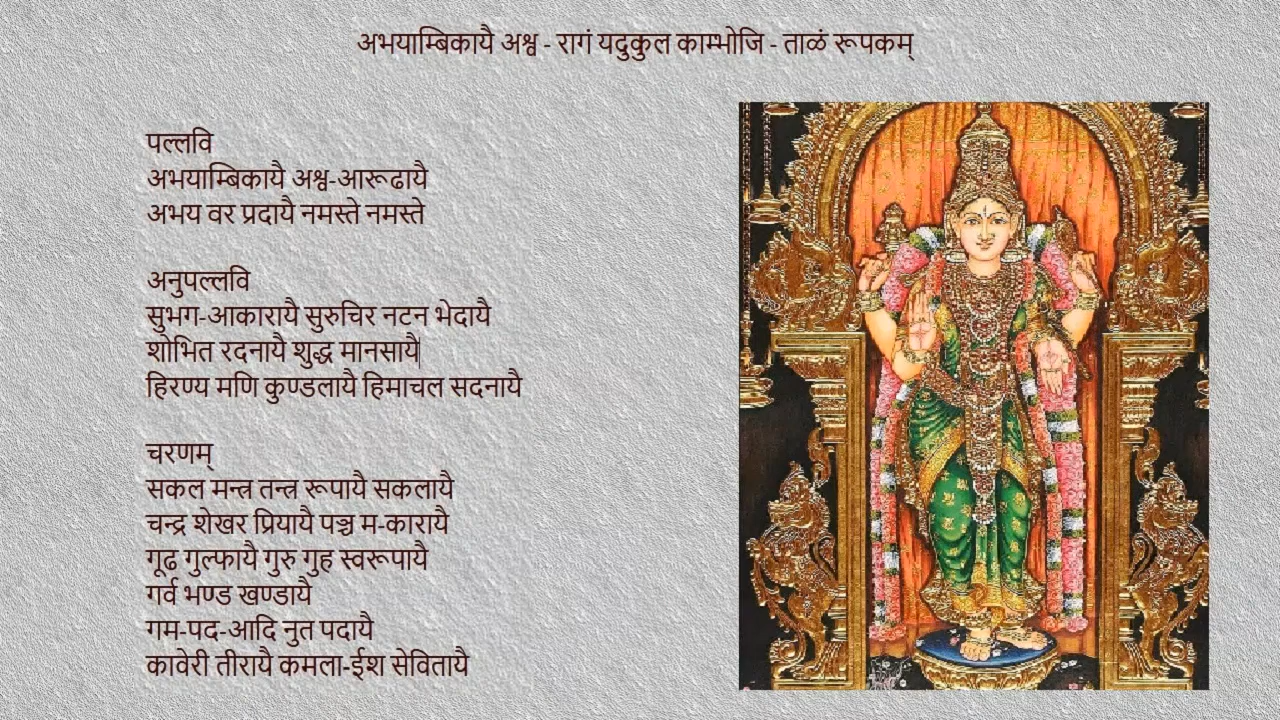 अभयाम्बिकायै अश्व - रागं यदुकुल काम्भोजि - ताळं रूपकम्
पल्लवि
अभयाम्बिकायै अश्व-आरूढायै
अभय वर प्रदायै नमस्ते नमस्ते
अनुपल्लवि
सुभग-आकारायै सुरुचिर नटन भेदायै
शोभित रदनायै शुद्ध मानसायै
हिरण्य मणि कुण्डलायै हिमाचल सदनायै
चरणम्
सकल मन्त्र तन्त्र रूपायै सकलायै
चन्द्र शेखर प्रियायै पञ्च म-कारायै
गूढ गुल्फायै गुरु गुह स्वरूपायै
गर्व भण्ड खण्डायै
गम-पद-आदि नुत पदायै
कावेरी तीरायै कमला-ईश सेवितायै